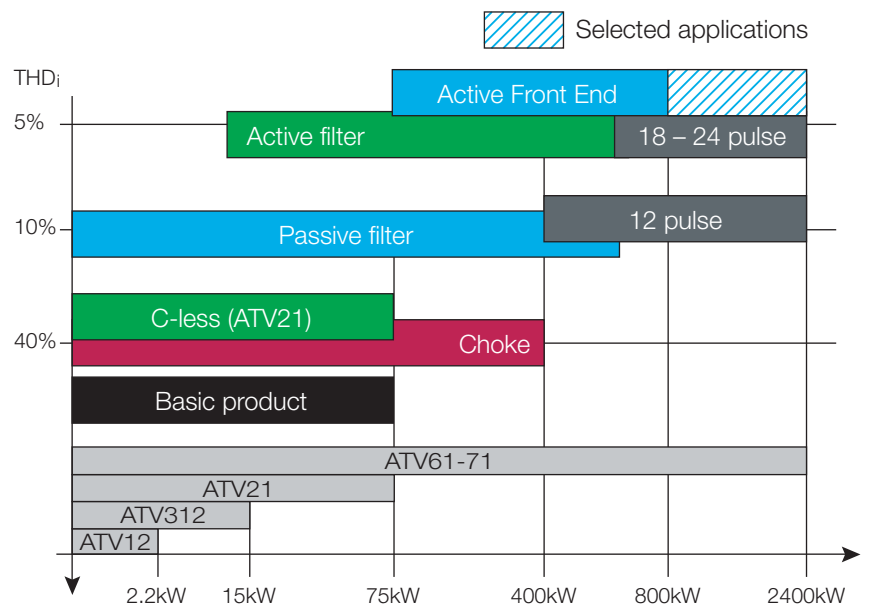 Selected applications
THDi
Active Front End
5%
Active filter
18 – 24 pulse
10%
12 pulse
Passive filter
C-less (ATV21)
40%
Choke
Basic product
ATV61-71
ATV21
ATV312
ATV12
2.2kW 15kW 75kW 400kW 800kW 2400kW